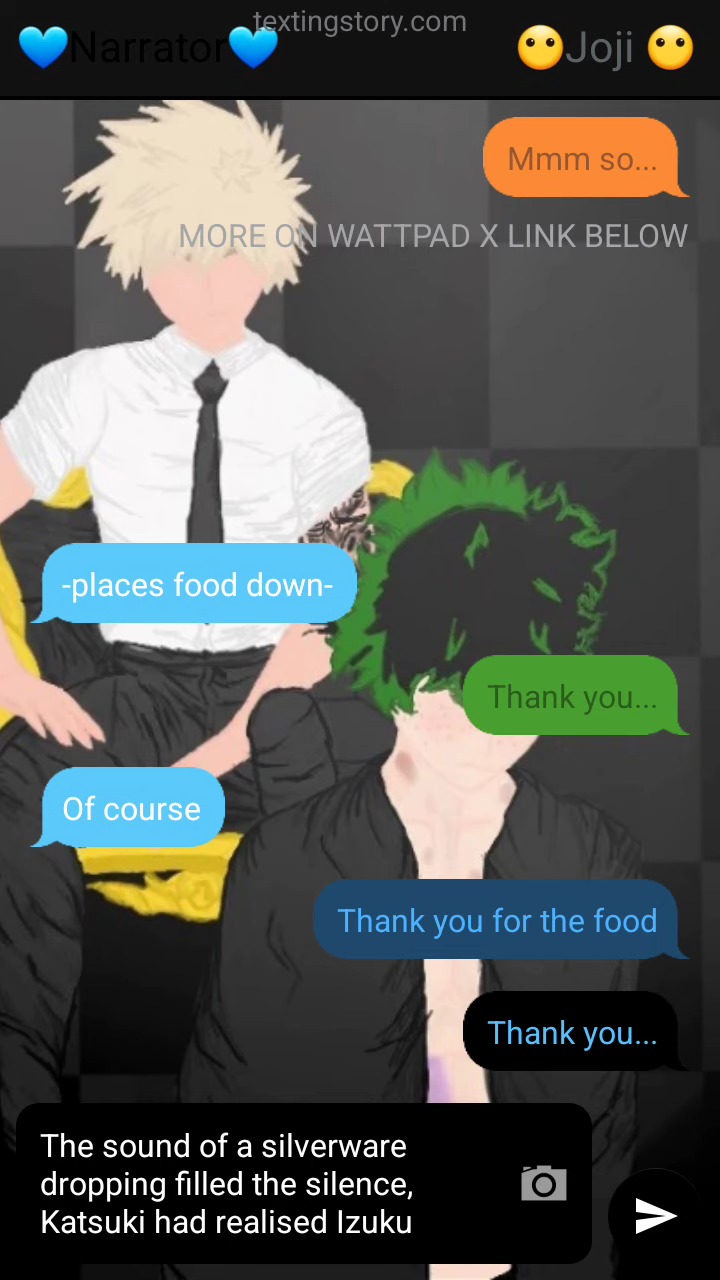 textingstory.com
💙Narrator💙
😶Joji 😶
Mmm so...
MORE ON WATTPAD X LINK BELOW
-places food down-
Thank you...
Of course
Thank you for the food
Thank you...
The sound of a silverware
dropping filled the silence,
Katsuki had realised Izuku